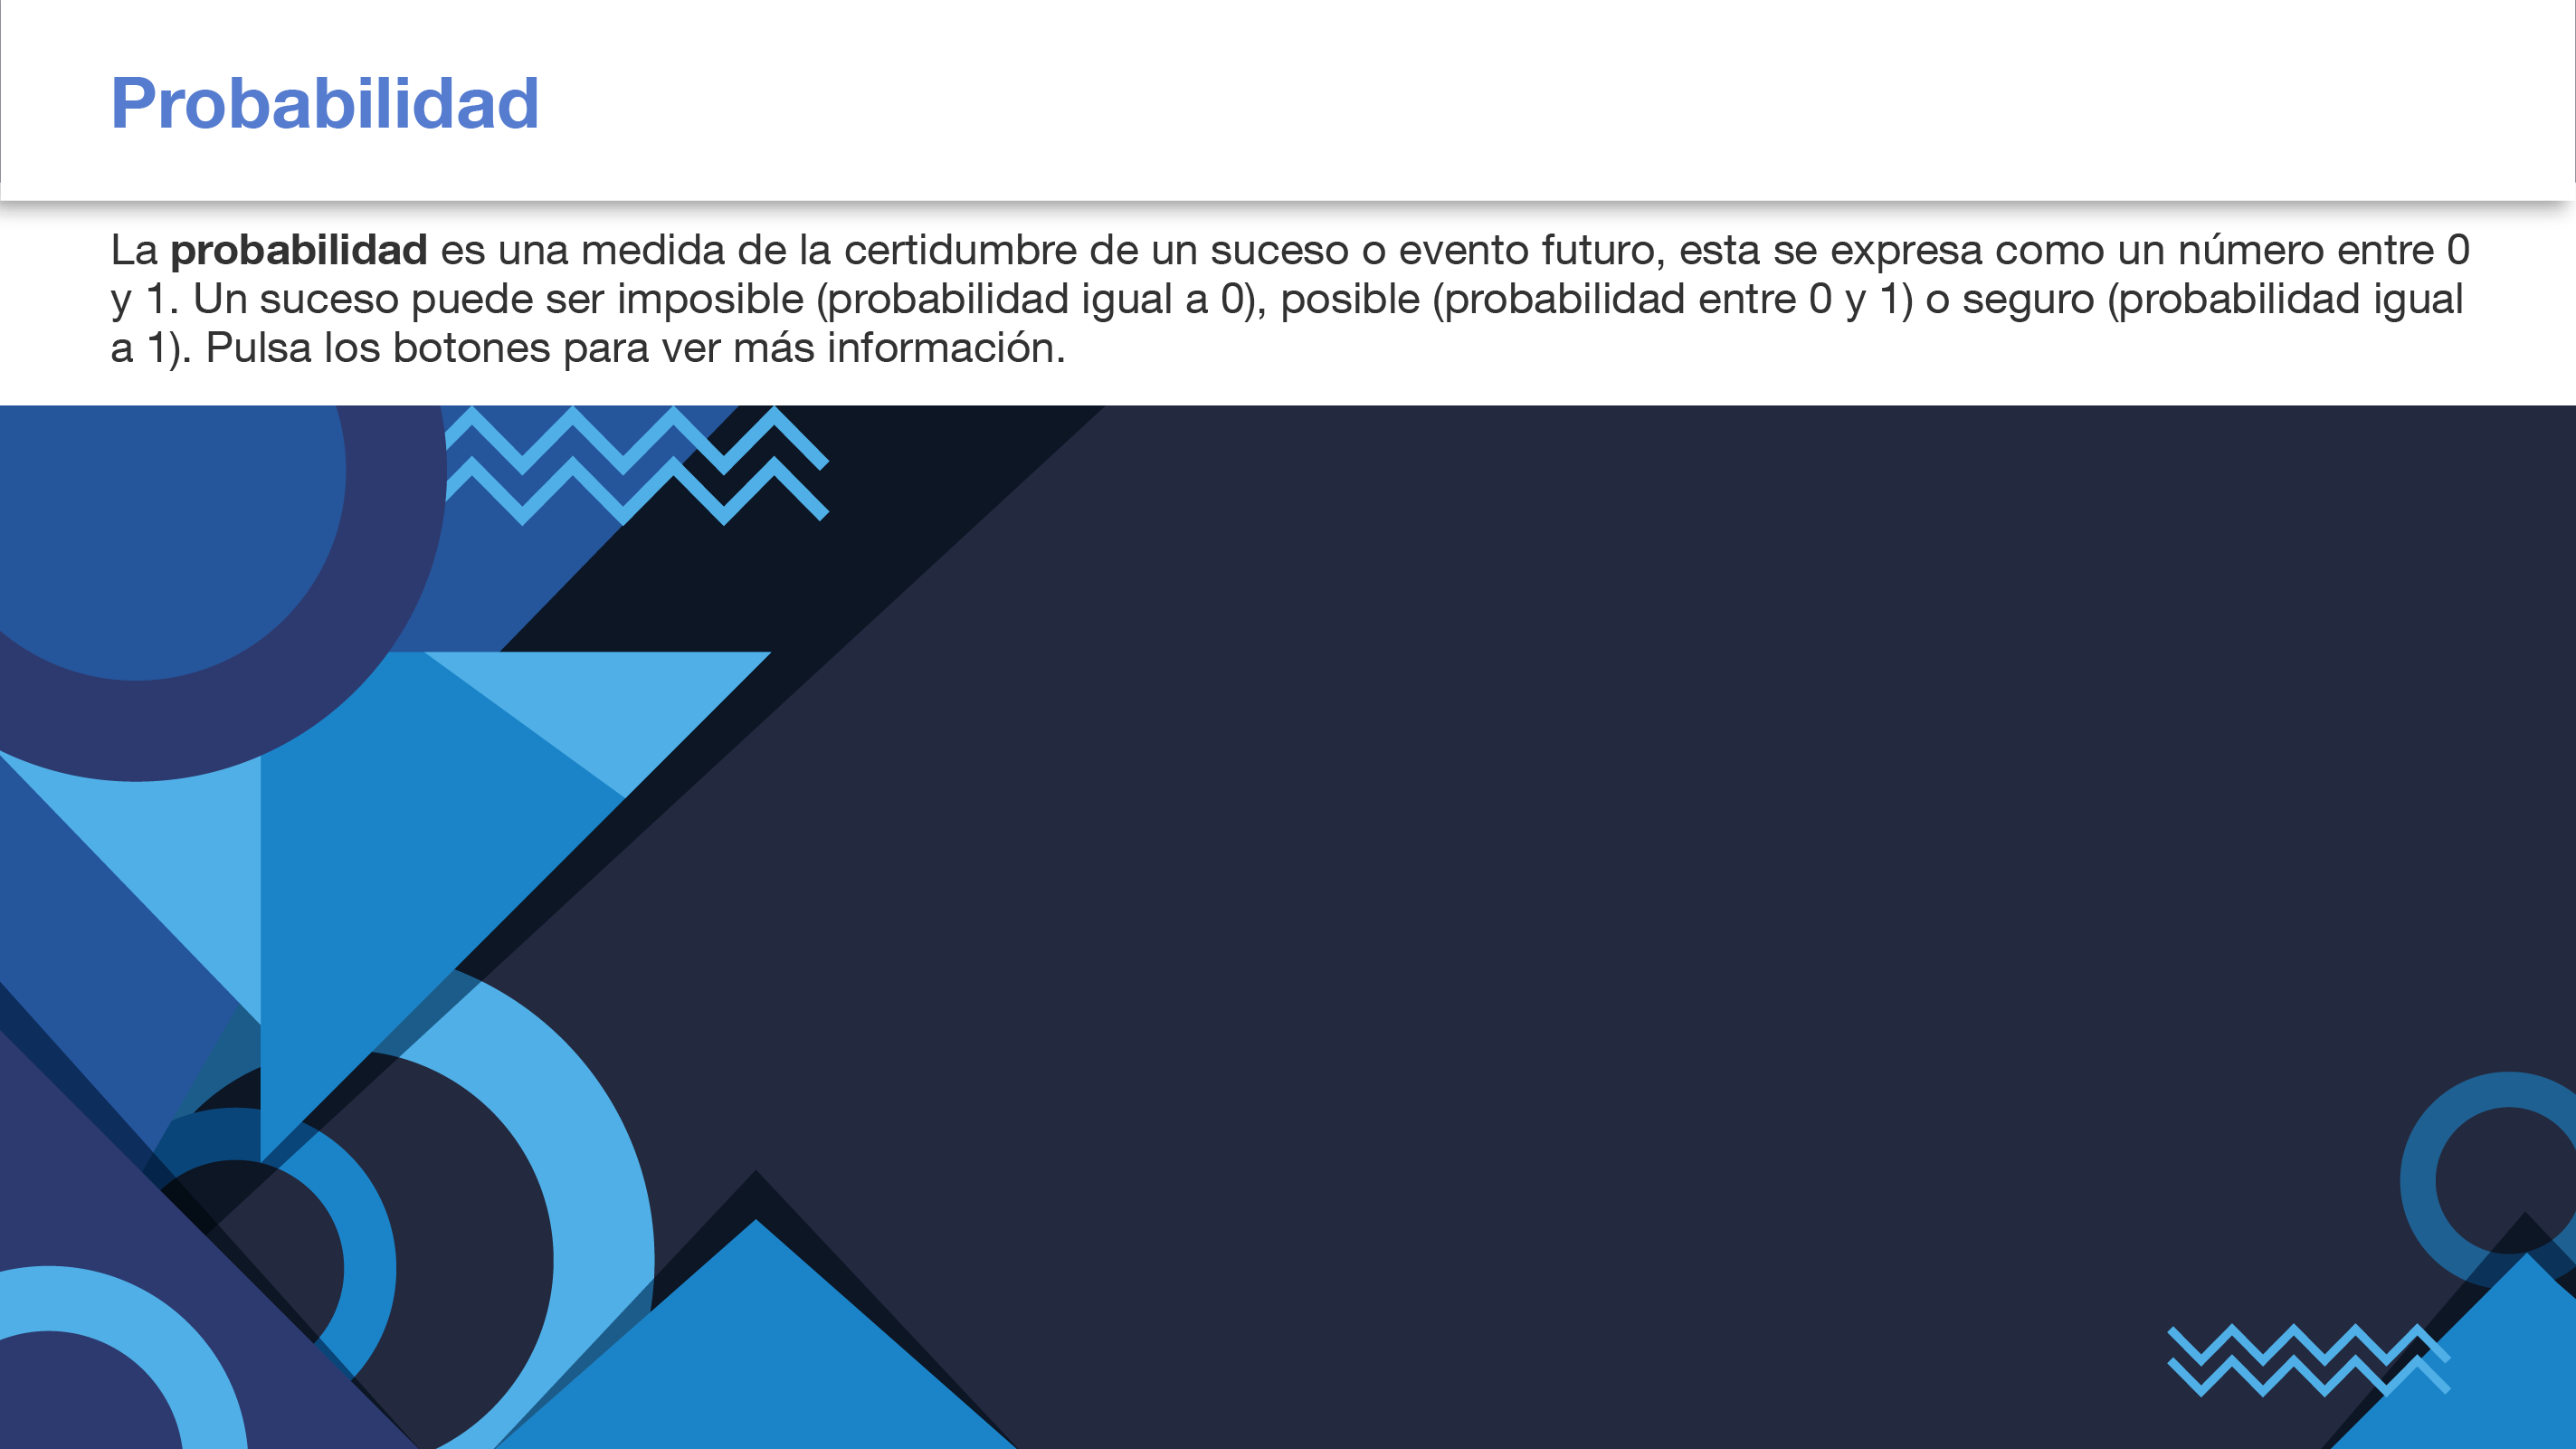 Probabilidad
La probabilidad es una medida de la certidumbre de un suceso o evento futuro, esta se expresa como un número entre 0
y 1. Un suceso puede ser imposible (probabilidad igual a 0), posible (probabilidad entre 0 y 1) o seguro (probabilidad igual
a 1). Pulsa los botones para ver más información.